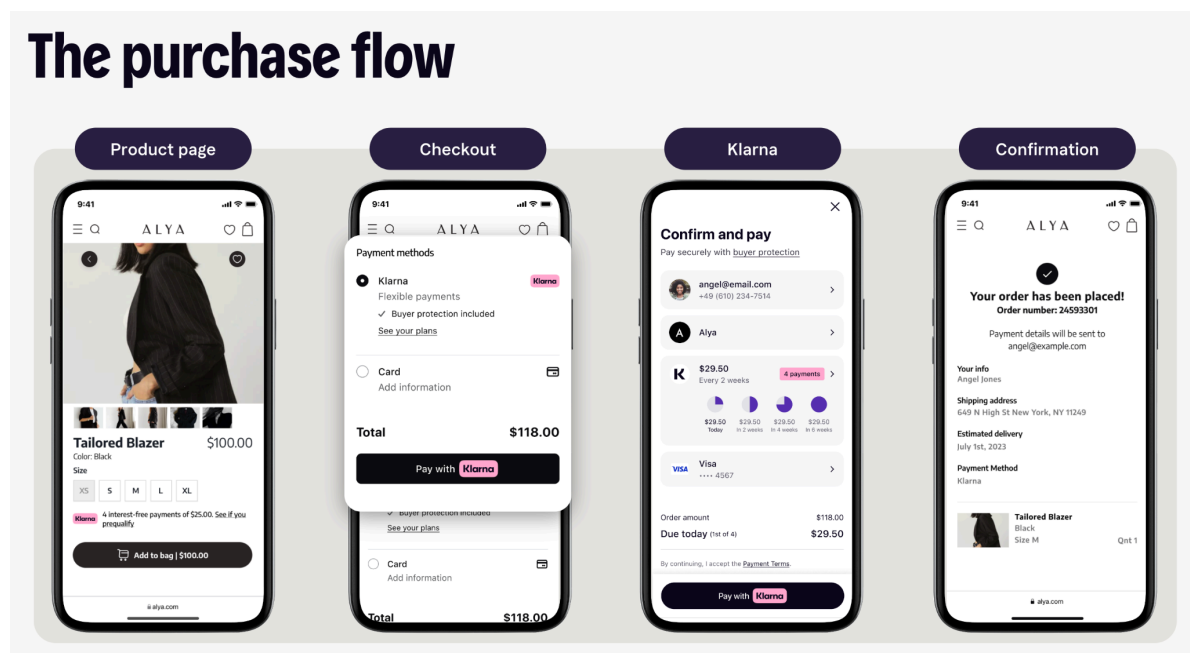 The purchase flow
Product page
9:41
ALYA
Tailored Blazer $100.00
Color: Black
Size
XS S M L XL
Klarna 4 interest-free payments of $25.00. See if you
prequalify
Add to bag | $100.00
alya.com
Checkout
9:41
ALYA
Payment methods
Klarna Klarna
Flexible payments
Buyer protection included
See your plans
Card
Add information
Total $118.00
Pay with Klarna
Buyer protection included
See your plans
Card
Add information
Total $118.00
Klarna
Confirm and pay
Pay securely with buyer protection
angel@email.com
+49 (610) 234-7514
A Alya
K $29.50
Every 2 weeks 4 payments
$29.50 $29.50 $29.50 $29.50
Today In 2 weeks In 4 weeks In 6 weeks
VISA Visa
•••• 4567
Order amount $118.00
Due today (1st of 4) $29.50
By continuing, I accept the Payment Terms.
Pay with Klarna
Confirmation
9:41
ALYA
Your order has been placed!
Order number: 24593301
Payment details will be sent to
angel@example.com
Your info
Angel Jones
Shipping address
649 N High St New York, NY 11249
Estimated delivery
July 1st, 2023
Payment Method
Klarna
Tailored Blazer
Black
Size M Qnt 1
alya.com